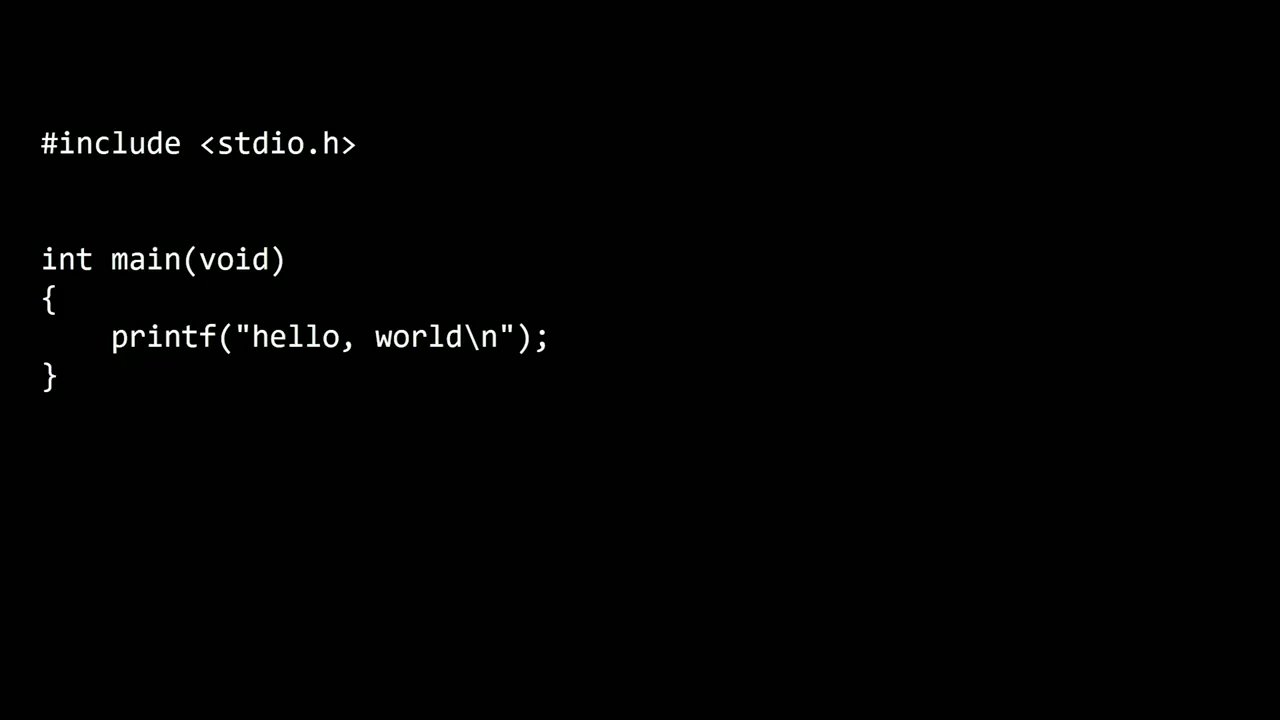 #include <stdio.h>
int main(void)
{
    printf("hello, world\n");
}